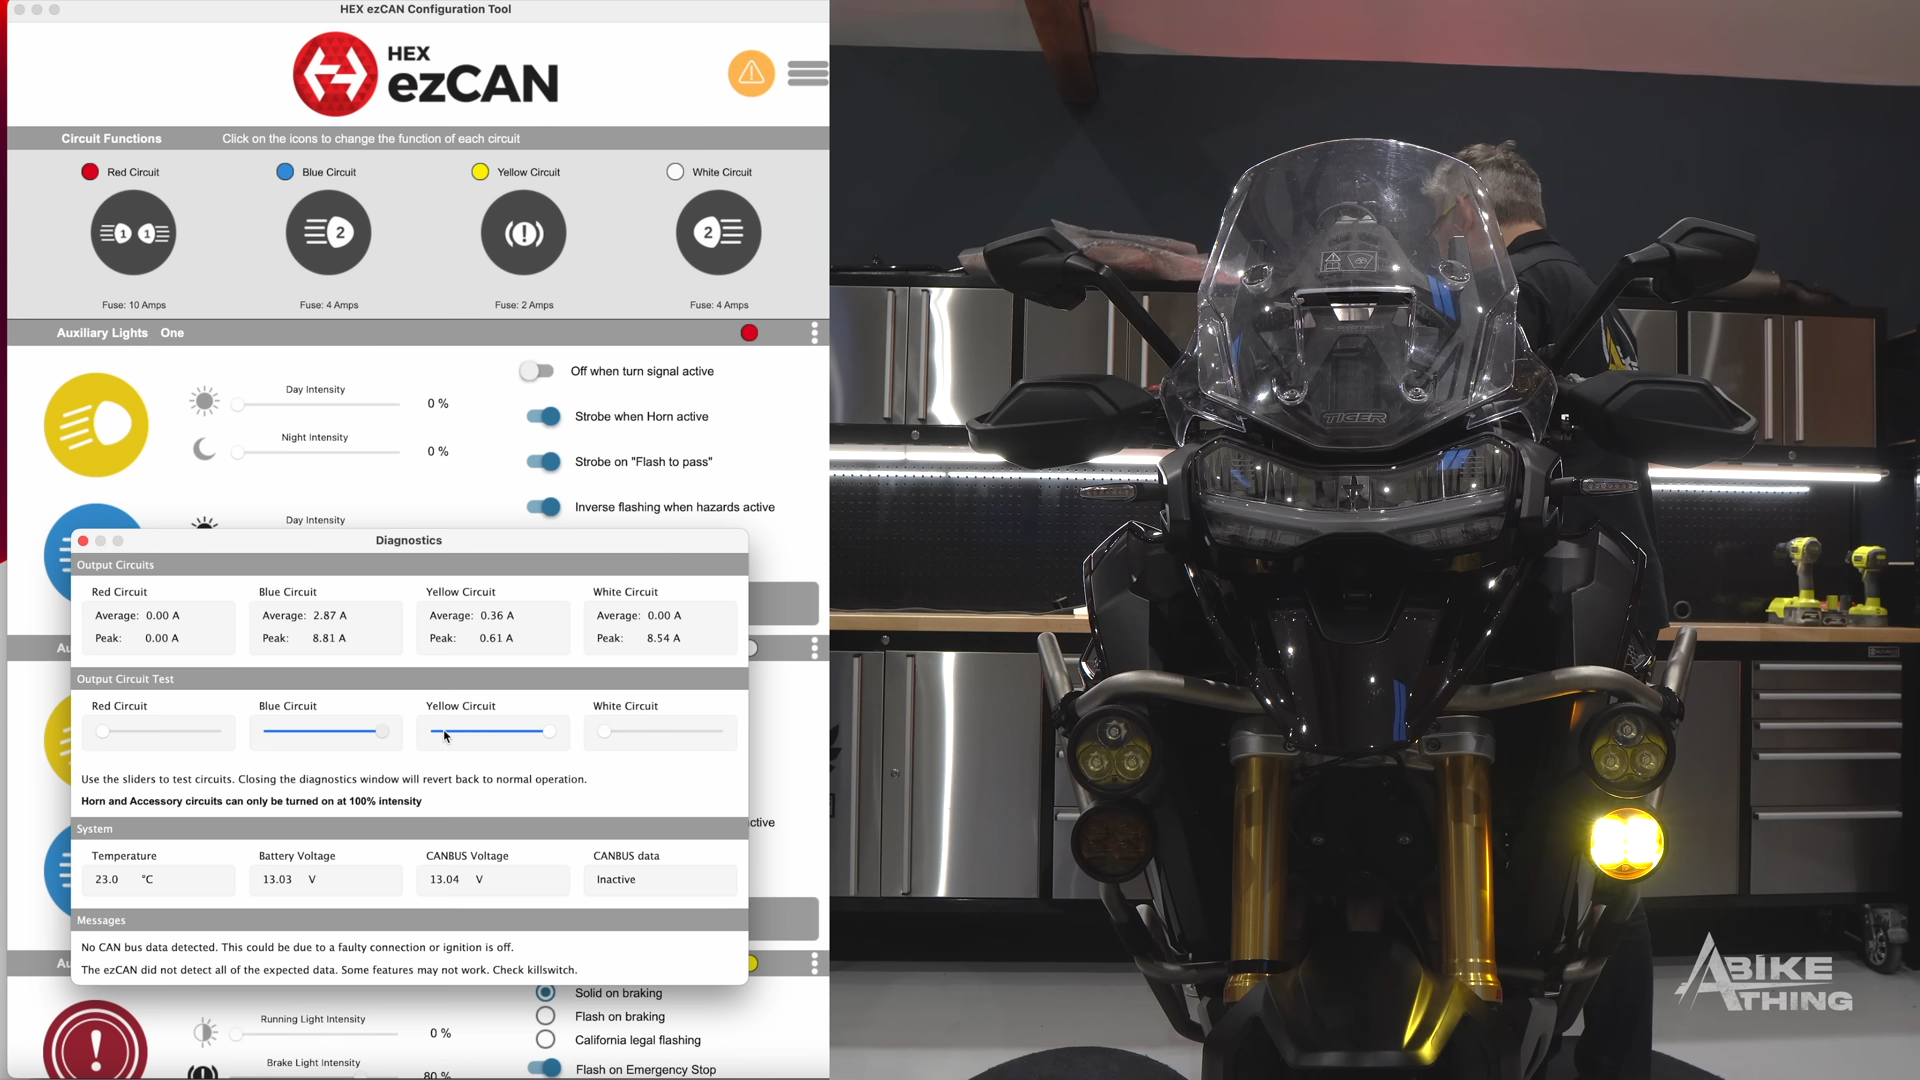 HEX ezCAN Configuration Tool
HEX
ezCAN
Circuit Functions Click on the icons to change the function of each circuit
Red Circuit Blue Circuit Yellow Circuit White Circuit
1 1 2 2
Fuse: 10 Amps Fuse: 4 Amps Fuse: 2 Amps Fuse: 4 Amps
Auxiliary Lights One
Off when turn signal active
Day Intensity
0 %
Strobe when Horn active
Night Intensity
0 %
Strobe on "Flash to pass"
Inverse flashing when hazards active
Day Intensity
Diagnostics
Output Circuits
Red Circuit Blue Circuit Yellow Circuit White Circuit
Average: 0.00 A Average: 2.87 A Average: 0.36 A Average: 0.00 A
Peak: 0.00 A Peak: 8.81 A Peak: 0.61 A Peak: 8.54 A
Au
Output Circuit Test
Red Circuit Blue Circuit Yellow Circuit White Circuit
Use the sliders to test circuits. Closing the diagnostics window will revert back to normal operation.
Horn and Accessory circuits can only be turned on at 100% intensity
ctive
System
Temperature Battery Voltage CANBUS Voltage CANBUS data
23.0 °C 13.03 V 13.04 V Inactive
Messages
No CAN bus data detected. This could be due to a faulty connection or ignition is off.
Au
The ezCAN did not detect all of the expected data. Some features may not work. Check killswitch.
Solid on braking
Running Light Intensity
0 %
Flash on braking
California legal flashing
Brake Light Intensity
80 %
Flash on Emergency Stop
TIGER
A BIKE
THING